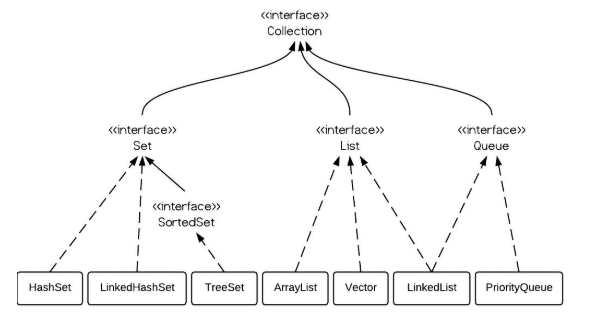 <<interface>>
Collection
<<interface>>
Set
<<interface>>
List
<<interface>>
Queue
<<interface>>
SortedSet
HashSet
LinkedHashSet
TreeSet
ArrayList
Vector
LinkedList
PriorityQueue